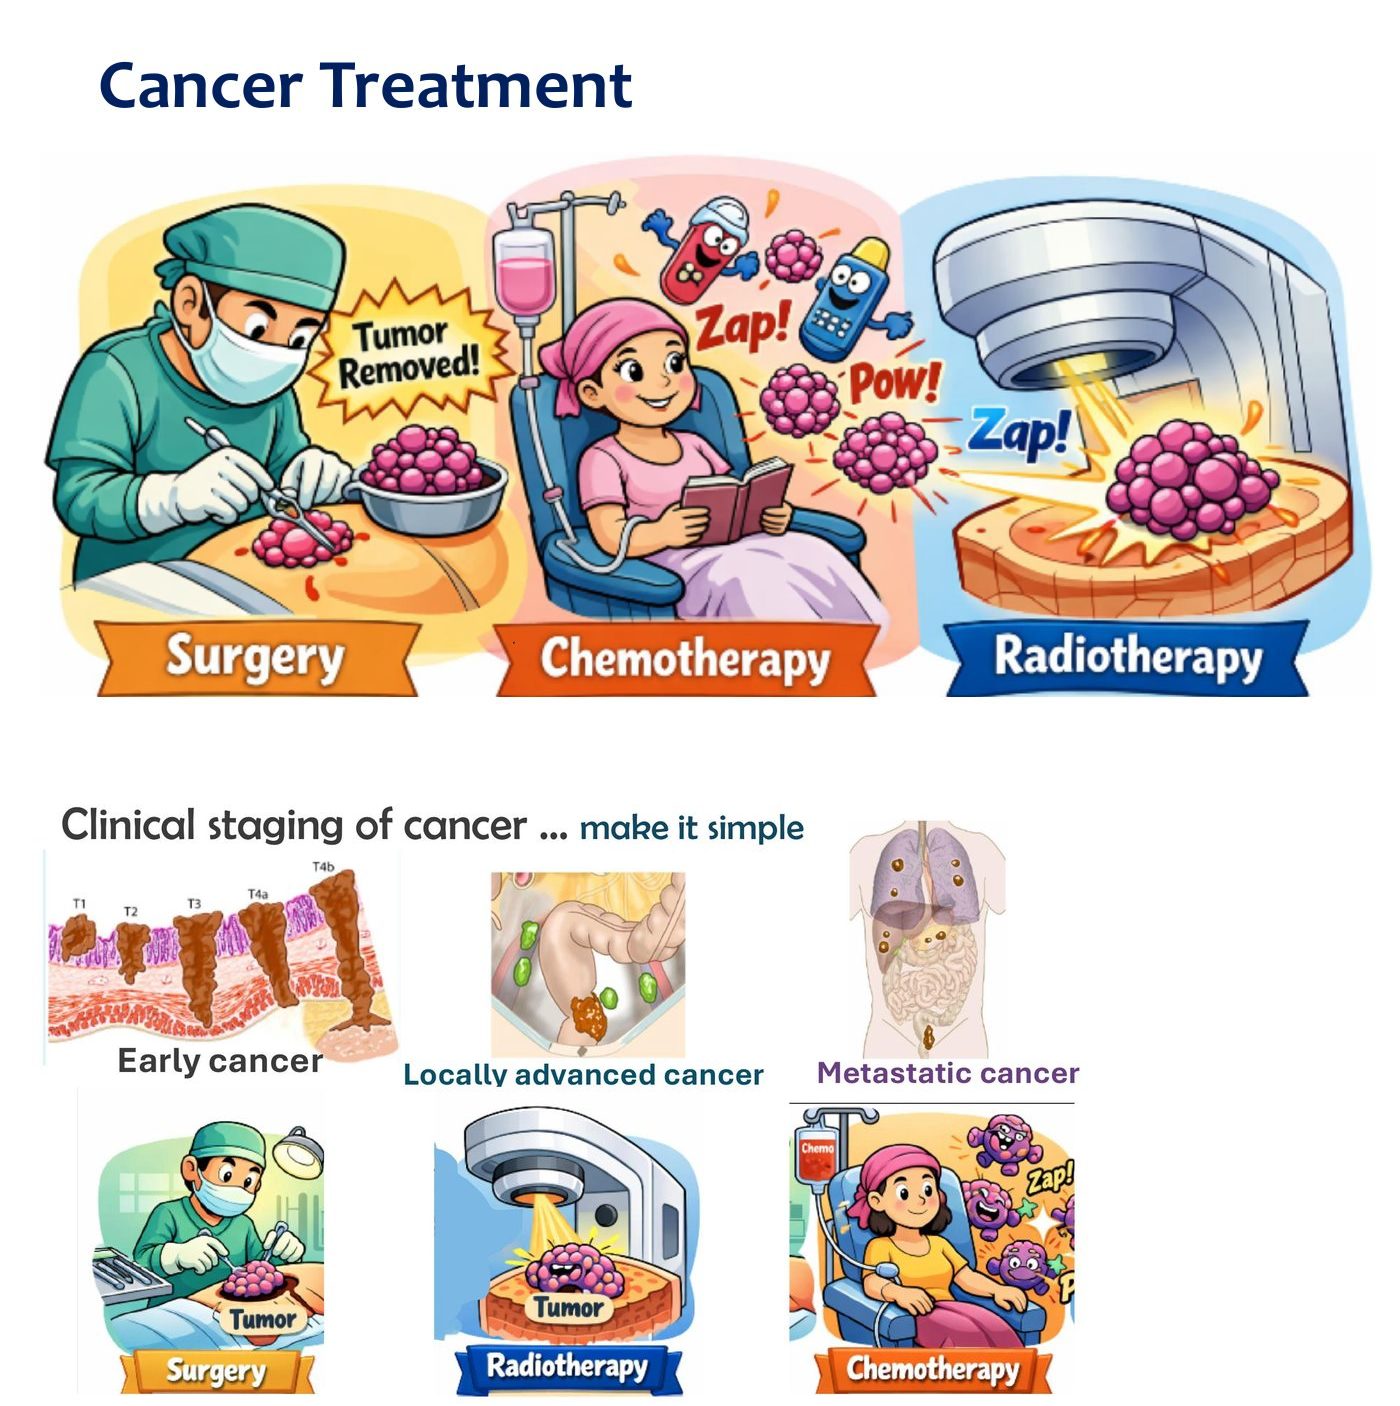 Cancer Treatment
Tumor
Removed!
Zap!
Pow!
Zap!
Surgery
Chemotherapy
Radiotherapy
Clinical staging of cancer ... make it simple
T1
T2
T3
T4a
T4b
Early cancer
Locally advanced cancer
Metastatic cancer
Tumor
Surgery
Tumor
Radiotherapy
Chemo
Zap!
P
Chemotherapy